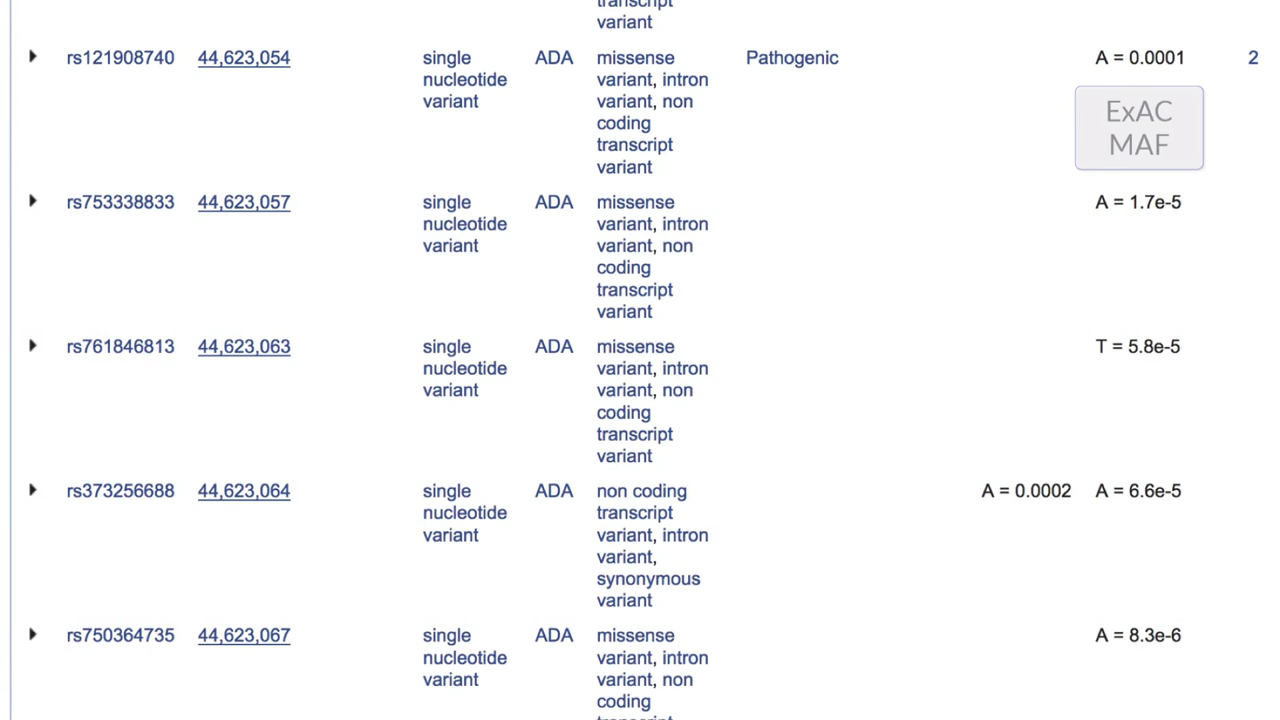 transcript
variant
rs121908740 44,623,054 single ADA missense Pathogenic A = 0.0001 2
nucleotide variant, intron
variant variant, non
coding
transcript
variant
ExAC
MAF
rs753338833 44,623,057 single ADA missense A = 1.7e-5
nucleotide variant, intron
variant variant, non
coding
transcript
variant
rs761846813 44,623,063 single ADA missense T = 5.8e-5
nucleotide variant, intron
variant variant, non
coding
transcript
variant
rs373256688 44,623,064 single ADA non coding A = 0.0002 A = 6.6e-5
nucleotide transcript
variant variant, intron
variant,
synonymous
variant
rs750364735 44,623,067 single ADA missense A = 8.3e-6
nucleotide variant, intron
variant variant, non
coding